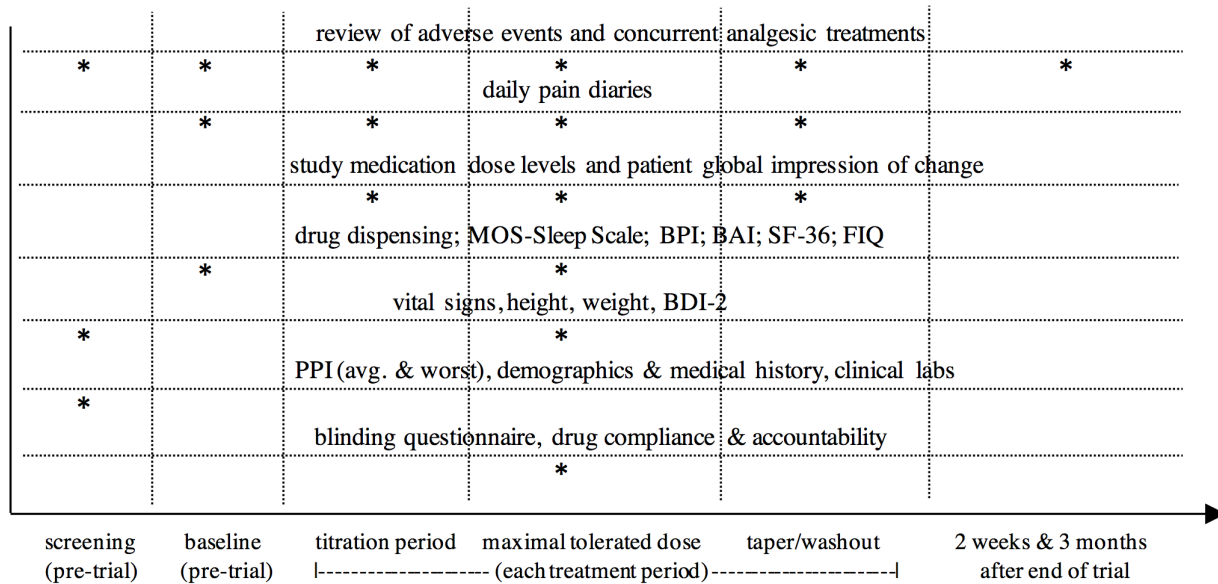 review of adverse events and concurrent analgesic treatments
* * * * * *
daily pain diaries
* * * *
study medication dose levels and patient global impression of change
* * *
drug dispensing; MOS-Sleep Scale; BPI; BAI; SF-36; FIQ
* *
vital signs, height, weight, BDI-2
* *
PPI (avg. & worst), demographics & medical history, clinical labs
*
blinding questionnaire, drug compliance & accountability
*
screening baseline titration period maximal tolerated dose taper/washout 2 weeks & 3 months
(pre-trial) (pre-trial) |--------------------- (each treatment period)-----------------------| after end of trial